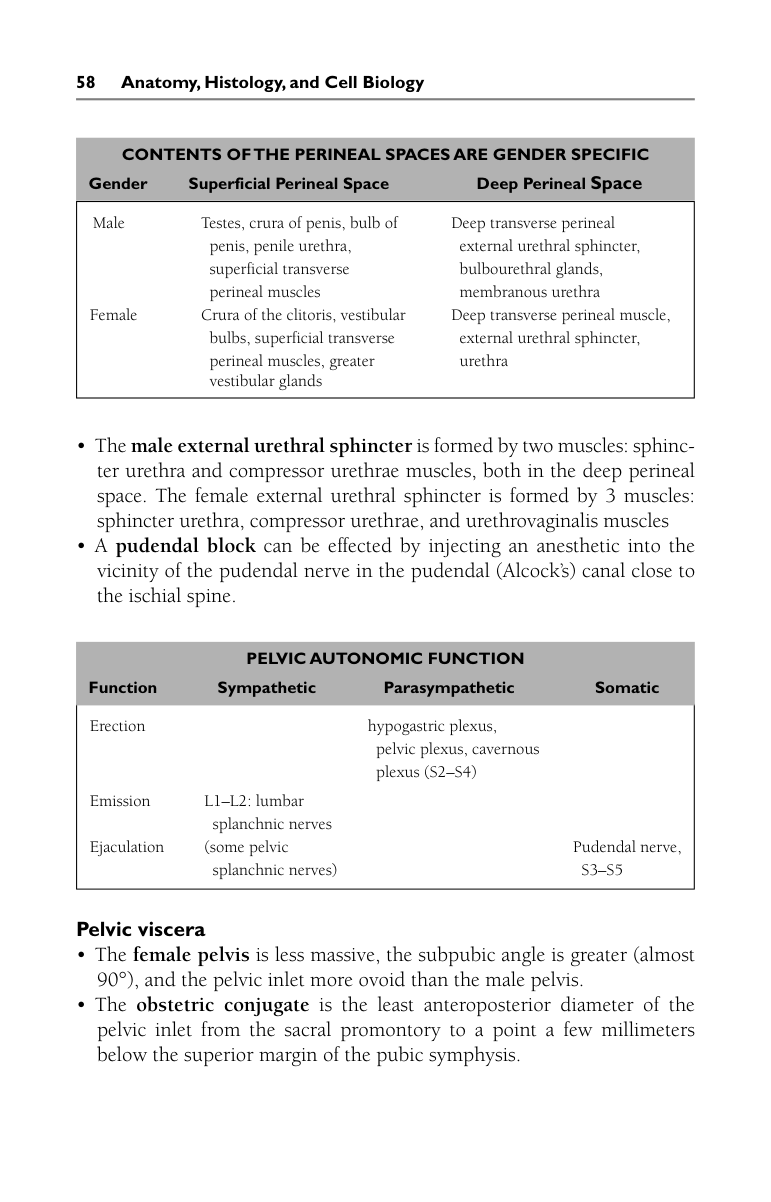 58 Anatomy, Histology, and Cell Biology
CONTENTS OF THE PERINEAL SPACES ARE GENDER SPECIFIC
Gender Superficial Perineal Space Deep Perineal Space
Male Testes, crura of penis, bulb of Deep transverse perineal
penis, penile urethra, external urethral sphincter,
superficial transverse bulbourethral glands,
perineal muscles membranous urethra
Female Crura of the clitoris, vestibular Deep transverse perineal muscle,
bulbs, superficial transverse external urethral sphincter,
perineal muscles, greater urethra
vestibular glands
• The male external urethral sphincter is formed by two muscles: sphinc-
ter urethra and compressor urethrae muscles, both in the deep perineal
space. The female external urethral sphincter is formed by 3 muscles:
sphincter urethra, compressor urethrae, and urethrovaginalis muscles
• A pudendal block can be effected by injecting an anesthetic into the
vicinity of the pudendal nerve in the pudendal (Alcock's) canal close to
the ischial spine.
PELVIC AUTONOMIC FUNCTION
Function Sympathetic Parasympathetic Somatic
Erection hypogastric plexus,
pelvic plexus, cavernous
plexus (S2–S4)
Emission L1–L2: lumbar
splanchnic nerves
Ejaculation (some pelvic Pudendal nerve,
splanchnic nerves) S3–S5
Pelvic viscera
• The female pelvis is less massive, the subpubic angle is greater (almost
90°), and the pelvic inlet more ovoid than the male pelvis.
• The obstetric conjugate is the least anteroposterior diameter of the
pelvic inlet from the sacral promontory to a point a few millimeters
below the superior margin of the pubic symphysis.